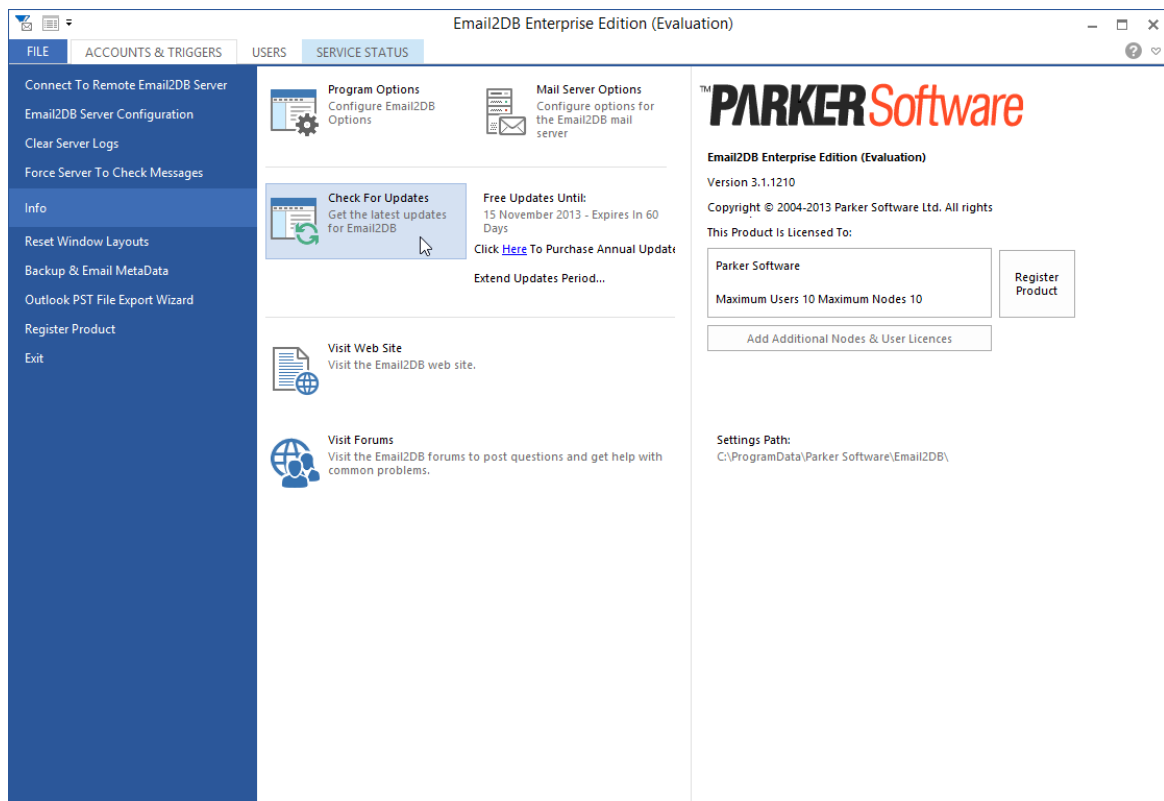 Email2DB Enterprise Edition (Evaluation)
FILE
ACCOUNTS & TRIGGERS
USERS
SERVICE STATUS
Connect To Remote Email2DB Server
Email2DB Server Configuration
Clear Server Logs
Force Server To Check Messages
Info
Reset Window Layouts
Backup & Email MetaData
Outlook PST File Export Wizard
Register Product
Exit
Program Options
Configure Email2DB
Options
Mail Server Options
Configure options for
the Email2DB mail
server
Check For Updates
Get the latest updates
for Email2DB
Free Updates Until:
15 November 2013 - Expires In 60
Days
Click Here To Purchase Annual Update
Extend Updates Period...
Visit Web Site
Visit the Email2DB web site.
Visit Forums
Visit the Email2DB forums to post questions and get help with
common problems.
™PARKER Software
Email2DB Enterprise Edition (Evaluation)
Version 3.1.1210
Copyright © 2004-2013 Parker Software Ltd. All rights
This Product Is Licensed To:
Parker Software
Maximum Users 10 Maximum Nodes 10
Register
Product
Add Additional Nodes & User Licences
Settings Path:
C:\ProgramData\Parker Software\Email2DB\